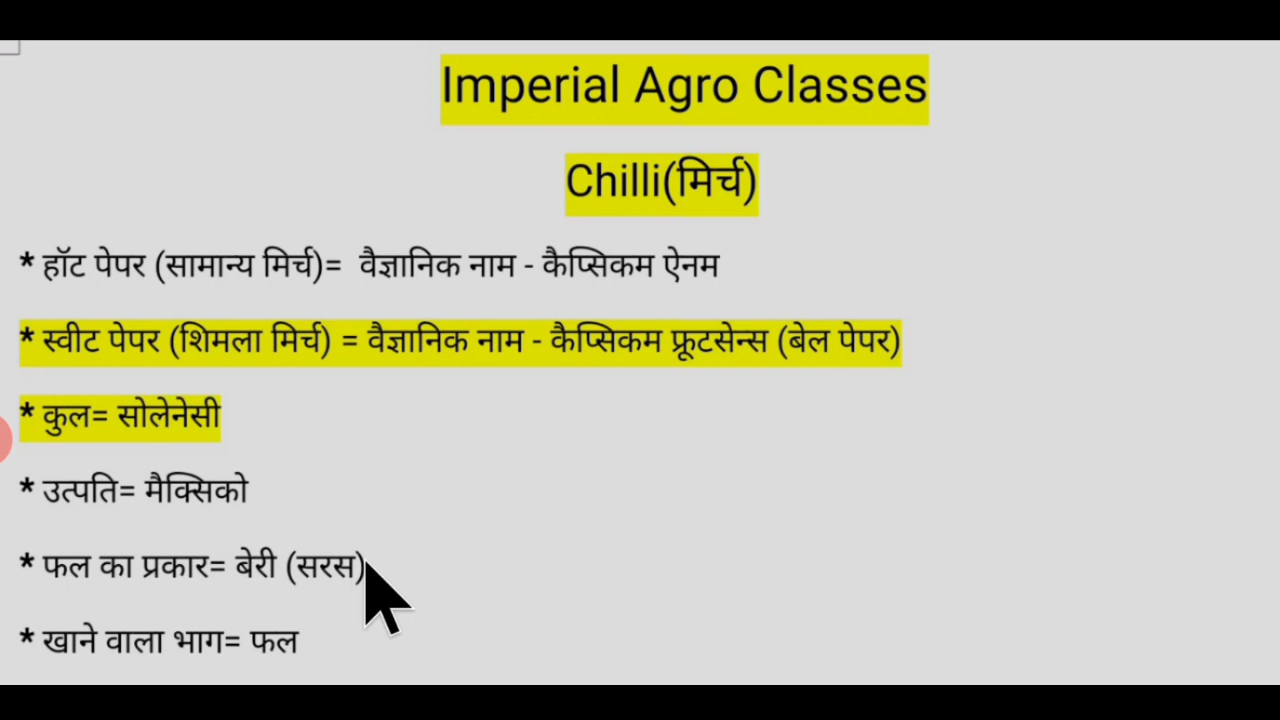 Imperial Agro Classes
Chilli(मिर्च)
* हॉट पेपर (सामान्य मिर्च)= वैज्ञानिक नाम - कैप्सिकम ऐनम
* स्वीट पेपर (शिमला मिर्च) = वैज्ञानिक नाम - कैप्सिकम फ्रूटसेन्स (बेल पेपर)
* कुल= सोलेनेसी
* उत्पति= मैक्सिको
* फल का प्रकार= बेरी (सरस)
* खाने वाला भाग= फल